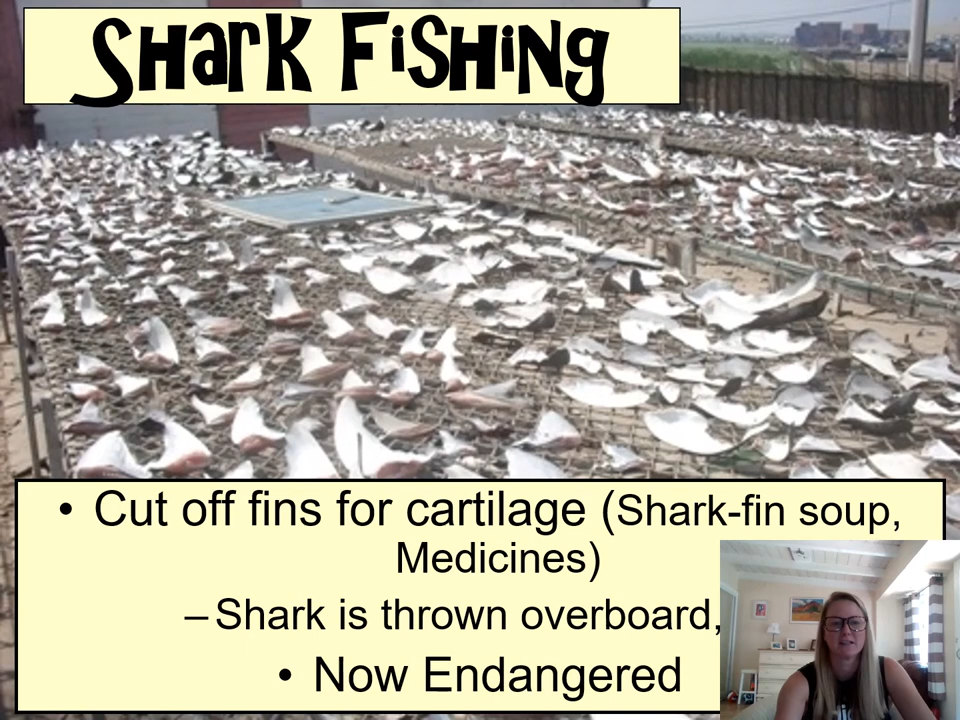 Shark Fishing
• Cut off fins for cartilage (Shark-fin soup,
Medicines)
– Shark is thrown overboard,
• Now Endangered